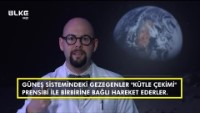 ÜLKE
GÜNEŞ SİSTEMİNDEKİ GEZEGENLER "KÜTLE ÇEKİMİ"
PRENSİBİ İLE BİRBİRİNE BAĞLI HAREKET EDERLER.